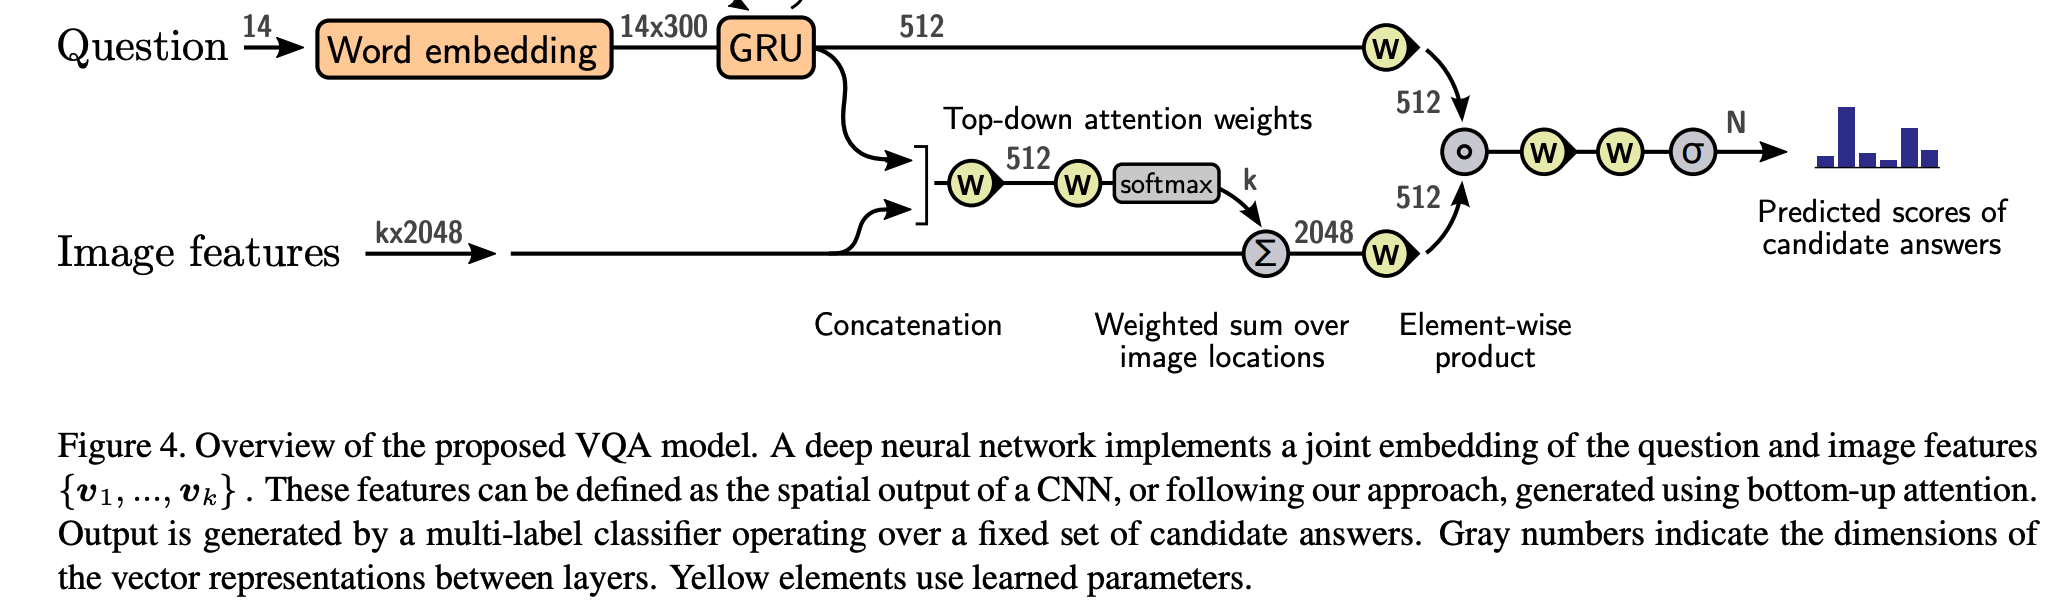 Question 14 Word embedding 14x300 GRU 512 w
512
N
Top-down attention weights
512
w w softmax k
o w w σ
512
Predicted scores of
candidate answers
Image features kx2048 Σ 2048 w
Concatenation Weighted sum over Element-wise
image locations product
Figure 4. Overview of the proposed VQA model. A deep neural network implements a joint embedding of the question and image features
{v1, ..., vk} . These features can be defined as the spatial output of a CNN, or following our approach, generated using bottom-up attention.
Output is generated by a multi-label classifier operating over a fixed set of candidate answers. Gray numbers indicate the dimensions of
the vector representations between layers. Yellow elements use learned parameters.